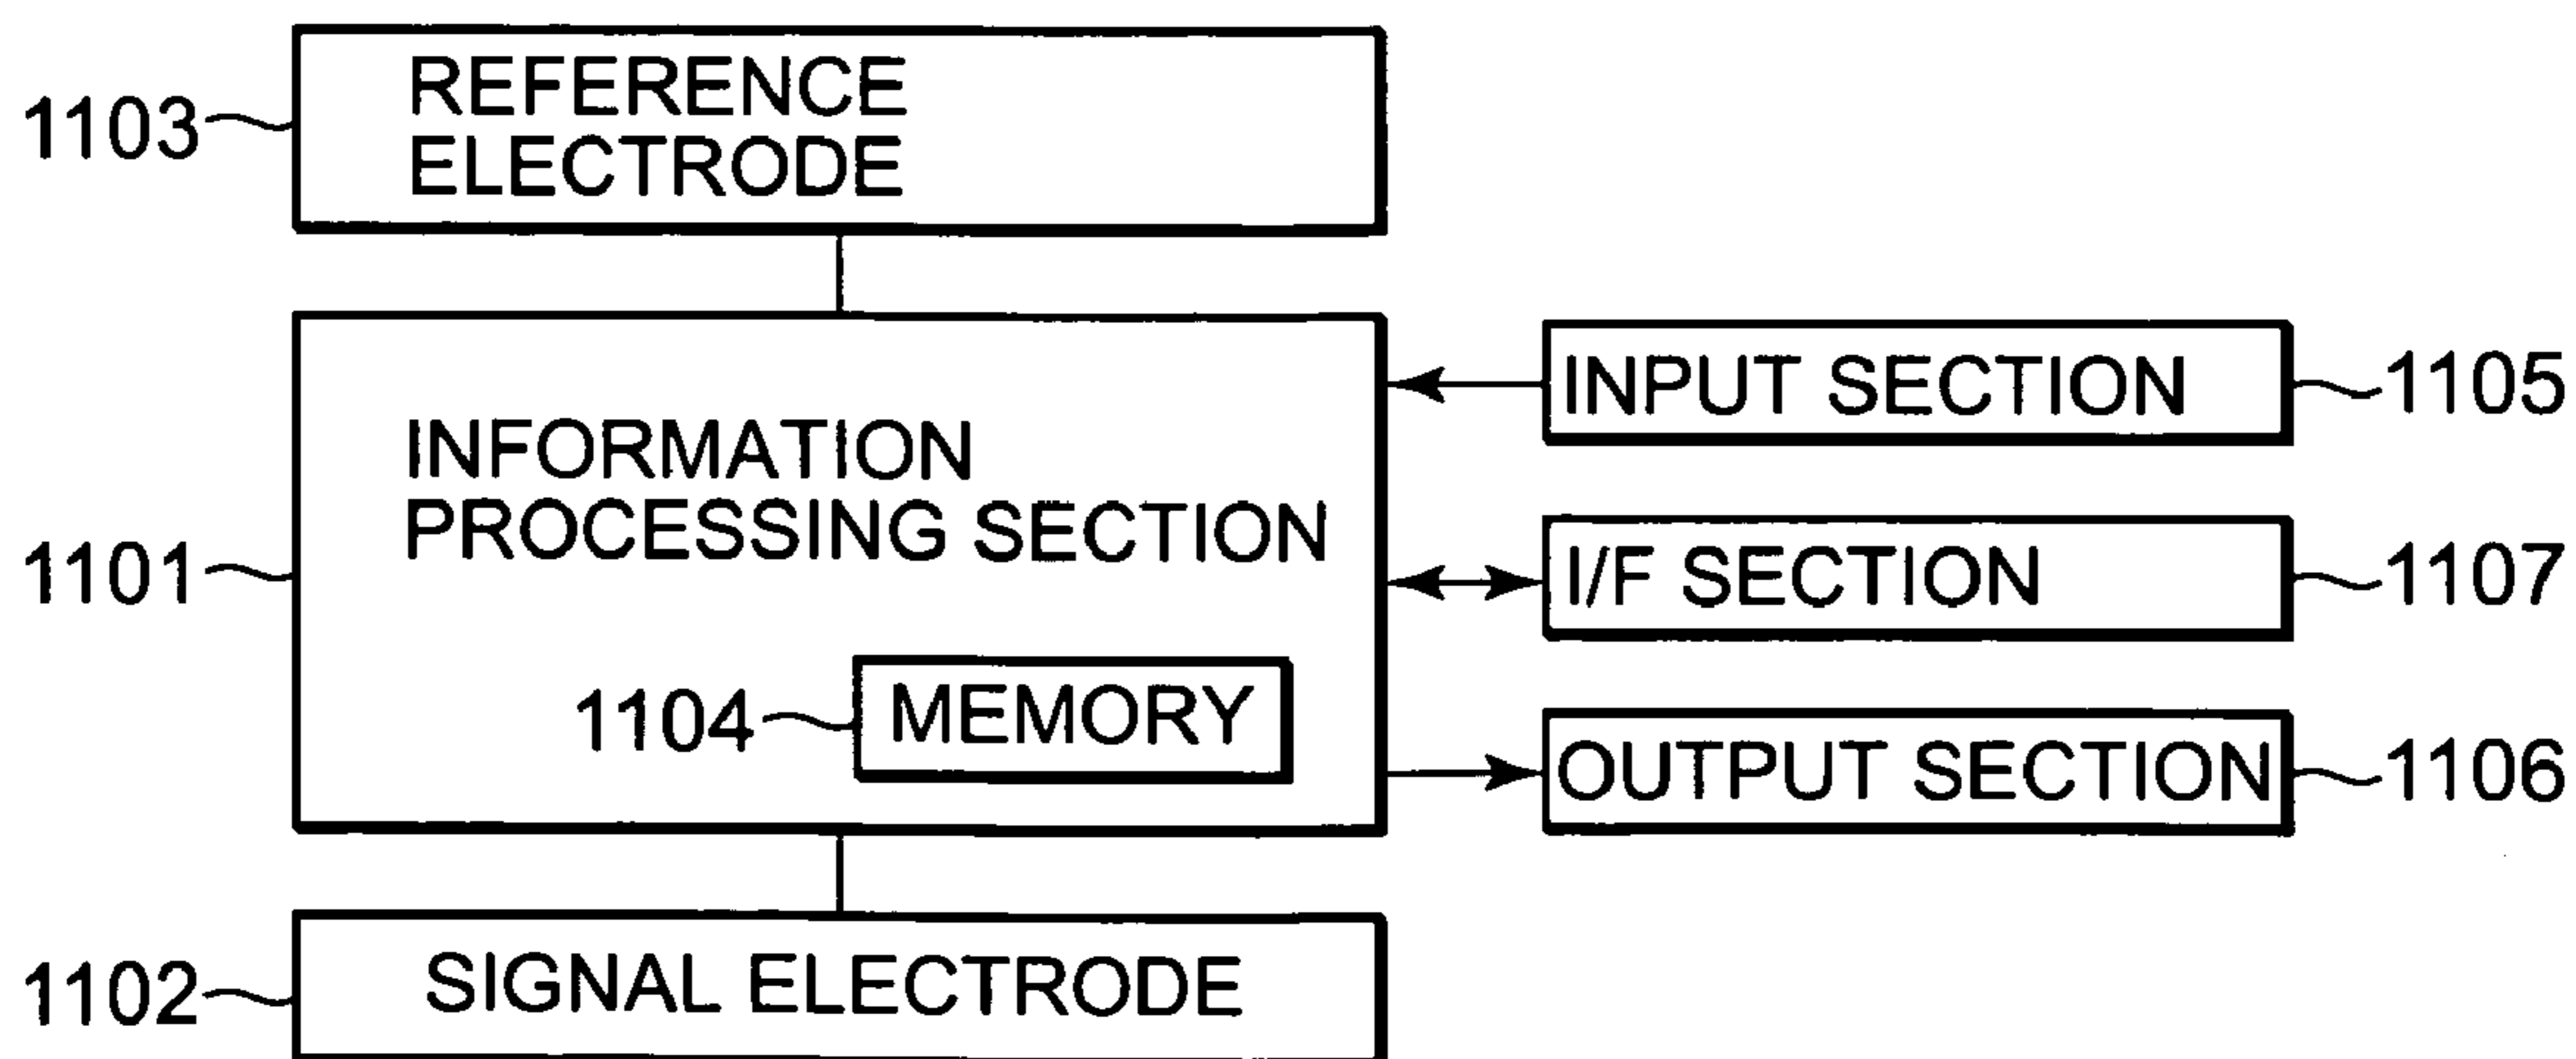 1103
REFERENCE
ELECTRODE
1101
INFORMATION
PROCESSING SECTION
1104
MEMORY
INPUT SECTION
1105
I/F SECTION
1107
OUTPUT SECTION
1106
1102
SIGNAL ELECTRODE